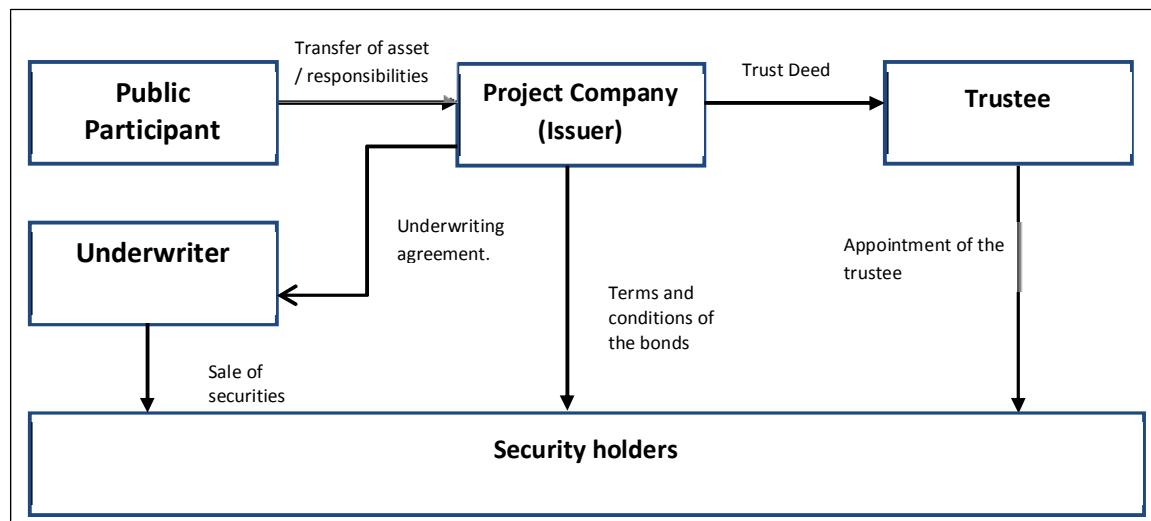 Transfer of asset
/ responsibilities
Public
Participant
Project Company
(Issuer)
Trust Deed
Trustee
Underwriter
Underwriting
agreement.
Appointment of the
trustee
Terms and
conditions of
the bonds
Sale of
securities
Security holders